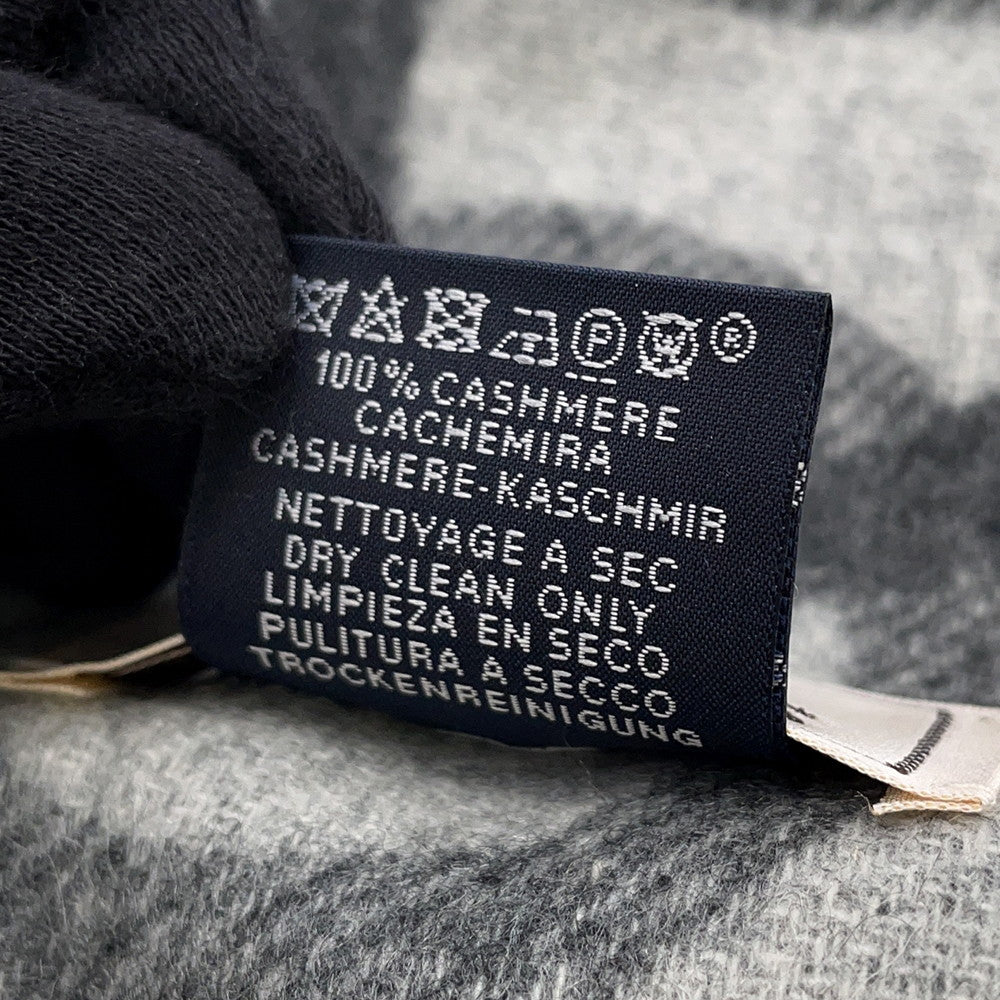 100% CASHMERE
CACHEMIRA
CASHMERE-KASCHMIR
NETTOYAGE A SEC
DRY CLEAN ONLY
LIMPIEZA EN SECO
PULITURA A SECCO
TROCKENREINIGUNG